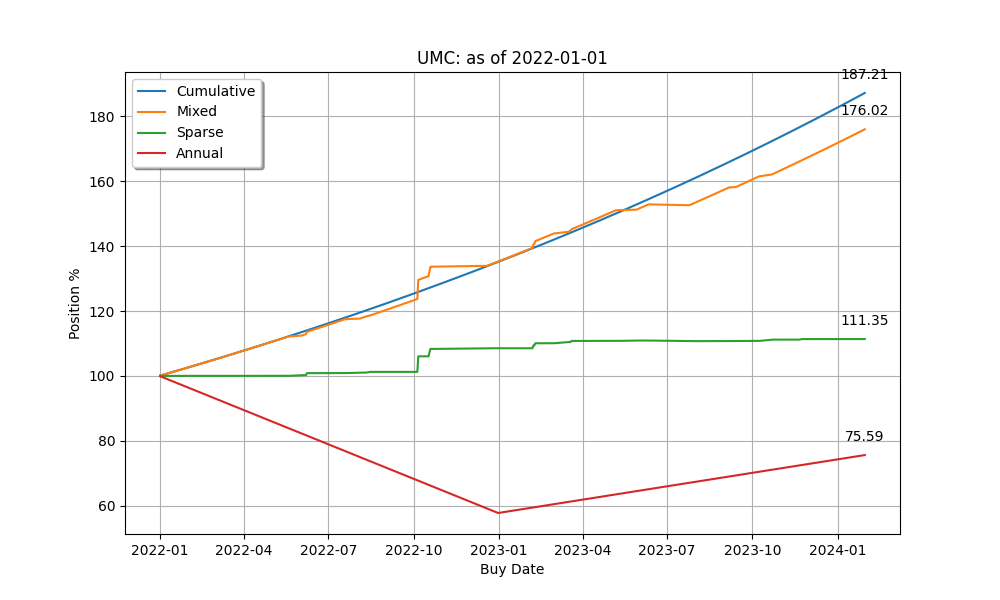 UMC: as of 2022-01-01
187.21
Cumulative
Mixed
Sparse
Annual
176.02
111.35
75.59
180
160
140
120
100
80
60
Position %
2022-01
2022-04
2022-07
2022-10
2023-01
2023-04
2023-07
2023-10
2024-01
Buy Date